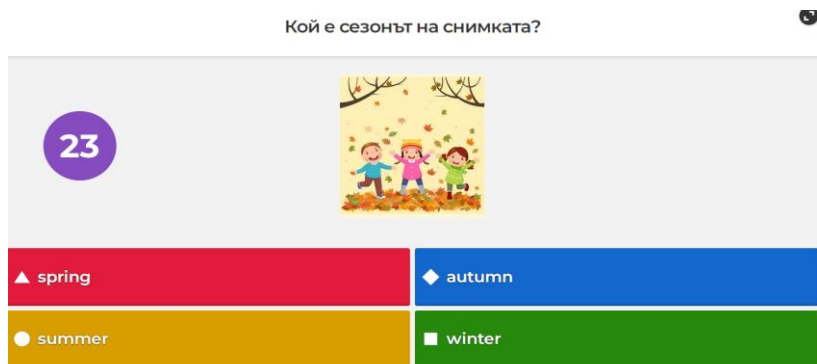 Кой е сезонът на снимката?
23
spring
autumn
summer
winter